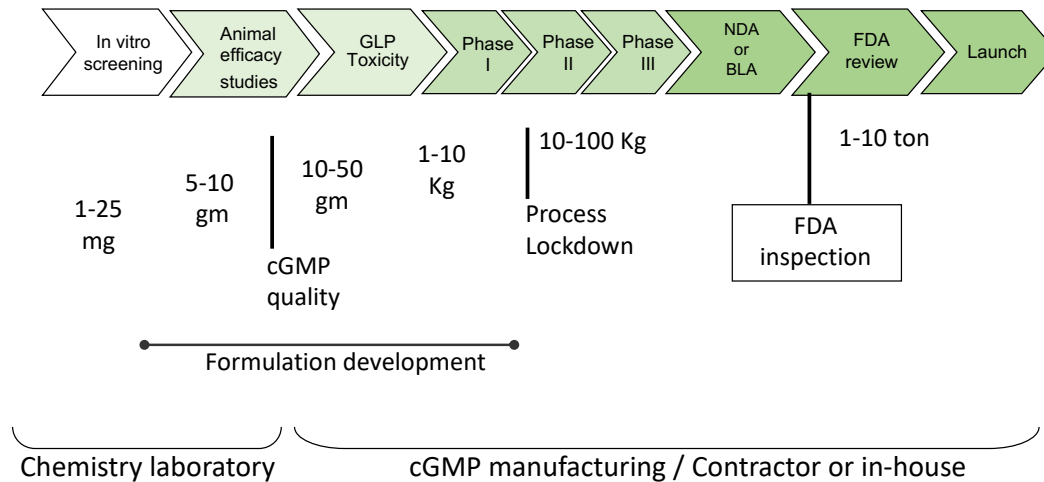 In vitro
screening
Animal
efficacy
studies
GLP
Toxicity
Phase
I
Phase
II
Phase
III
NDA
or
BLA
FDA
review
Launch
1-25
mg
5-10
gm
cGMP
quality
10-50
gm
1-10
Kg
10-100 Kg
Process
Lockdown
1-10 ton
FDA
inspection
Formulation development
Chemistry laboratory
cGMP manufacturing / Contractor or in-house